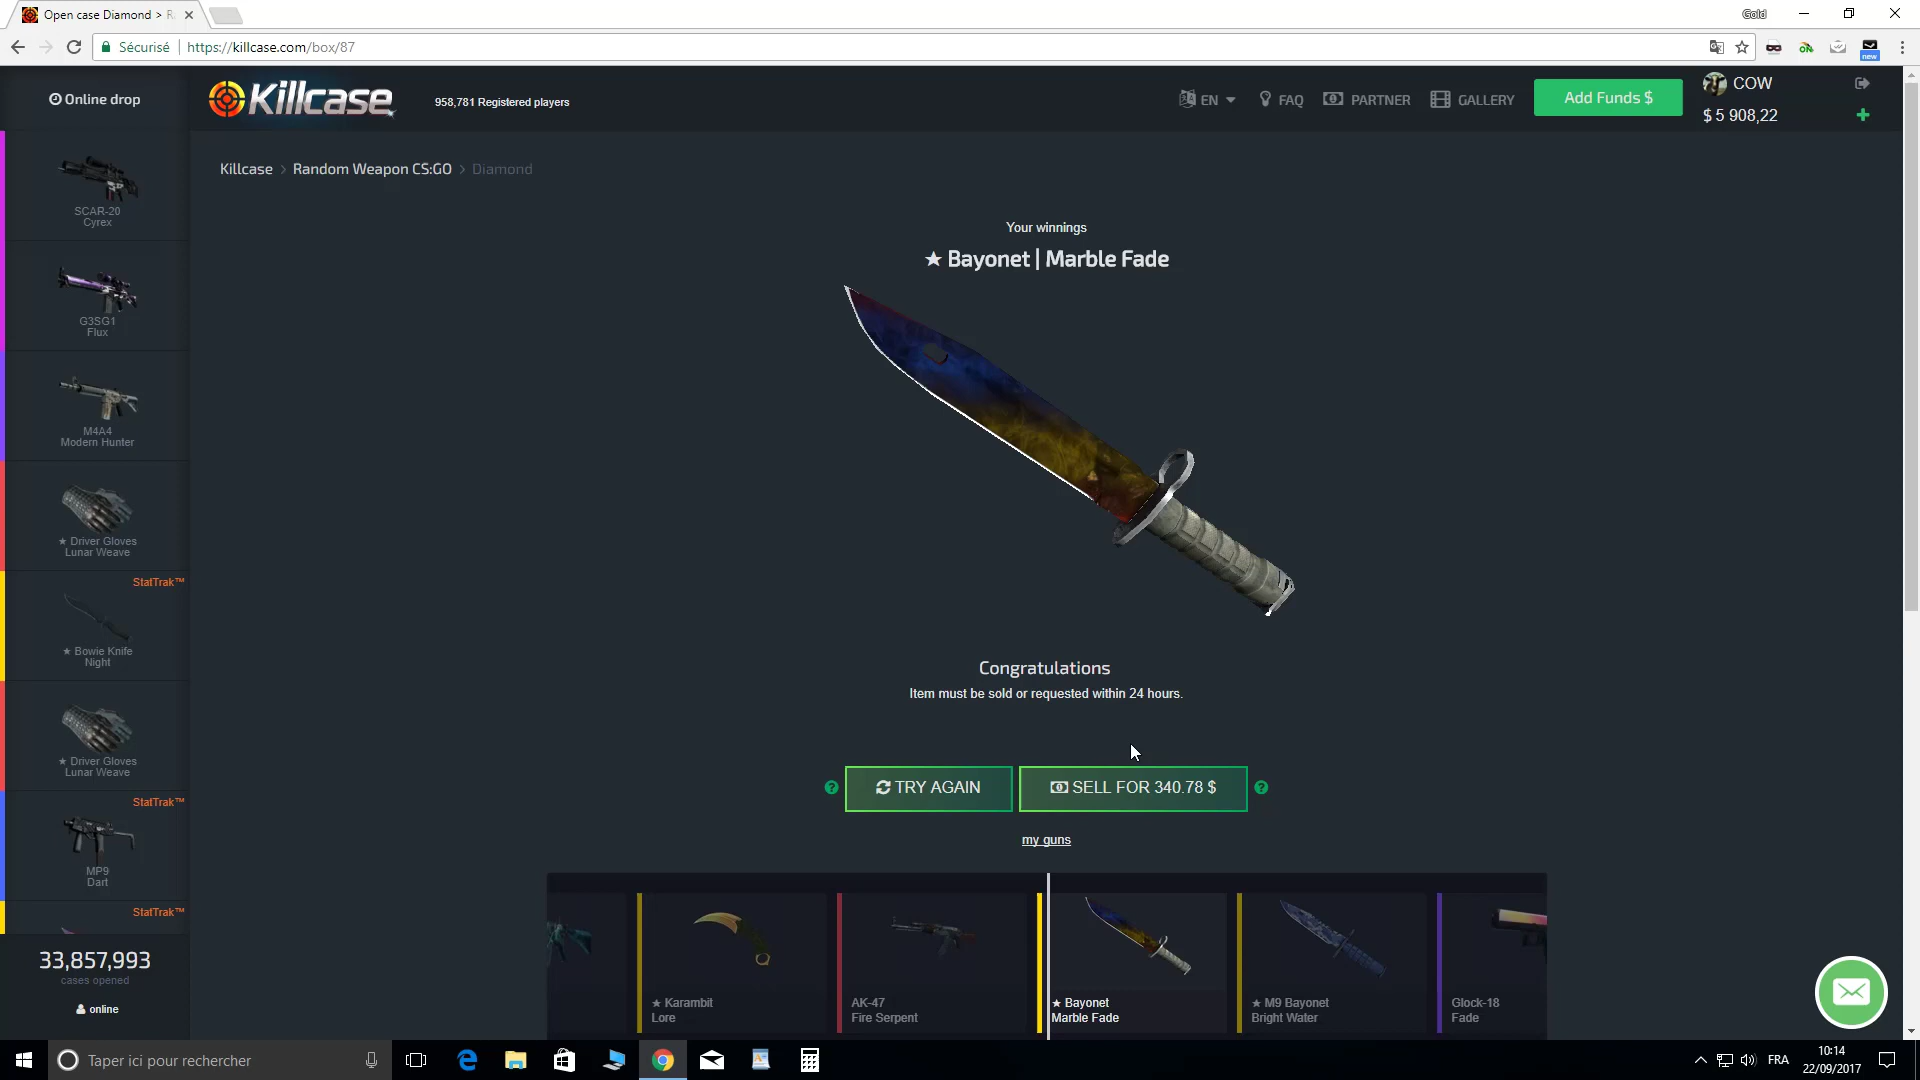 Open case Diamond > R
Gold
Sécurisé
https://killcase.com/box/87
new
Online drop
Killcase
958,781 Registered players
EN
FAQ
PARTNER
GALLERY
Add Funds $
COW
$ 5 908,22
SCAR-20
Cyrex
G3SG1
Flux
M4A4
Modern Hunter
★ Driver Gloves
Lunar Weave
StatTrak™
★ Bowie Knife
Night
★ Driver Gloves
Lunar Weave
StatTrak™
MP9
Dart
StatTrak™
33,857,993
cases opened
online
Killcase > Random Weapon CS:GO > Diamond
Your winnings
★ Bayonet | Marble Fade
Congratulations
Item must be sold or requested within 24 hours.
? TRY AGAIN
SELL FOR 340.78 $ ?
my guns
★ Karambit
Lore
AK-47
Fire Serpent
★ Bayonet
Marble Fade
★ M9 Bayonet
Bright Water
Glock-18
Fade
Taper ici pour rechercher
FRA
10:14
22/09/2017